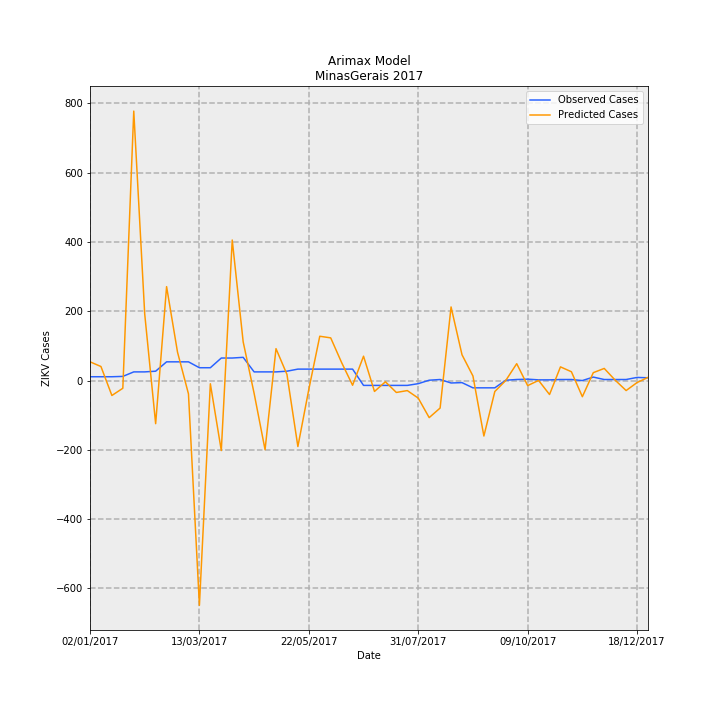 Arimax Model
MinasGerais 2017
Observed Cases
Predicted Cases
ZIKV Cases
800
600
400
200
0
−200
−400
−600
02/01/2017
13/03/2017
22/05/2017
31/07/2017
09/10/2017
18/12/2017
Date